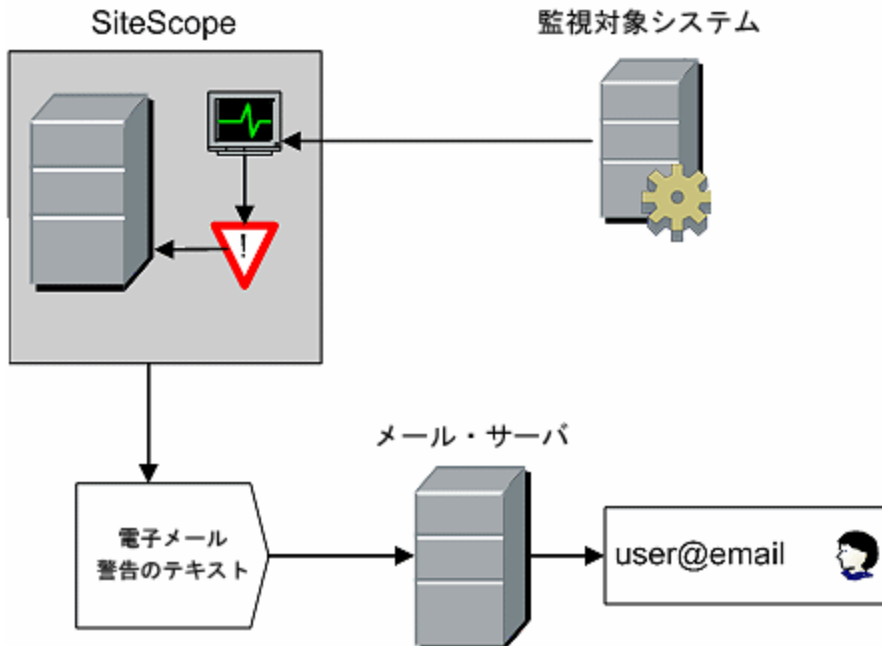 SiteScope
監視対象システム
!
メール・サーバ
電子メール
警告のテキスト
user@email